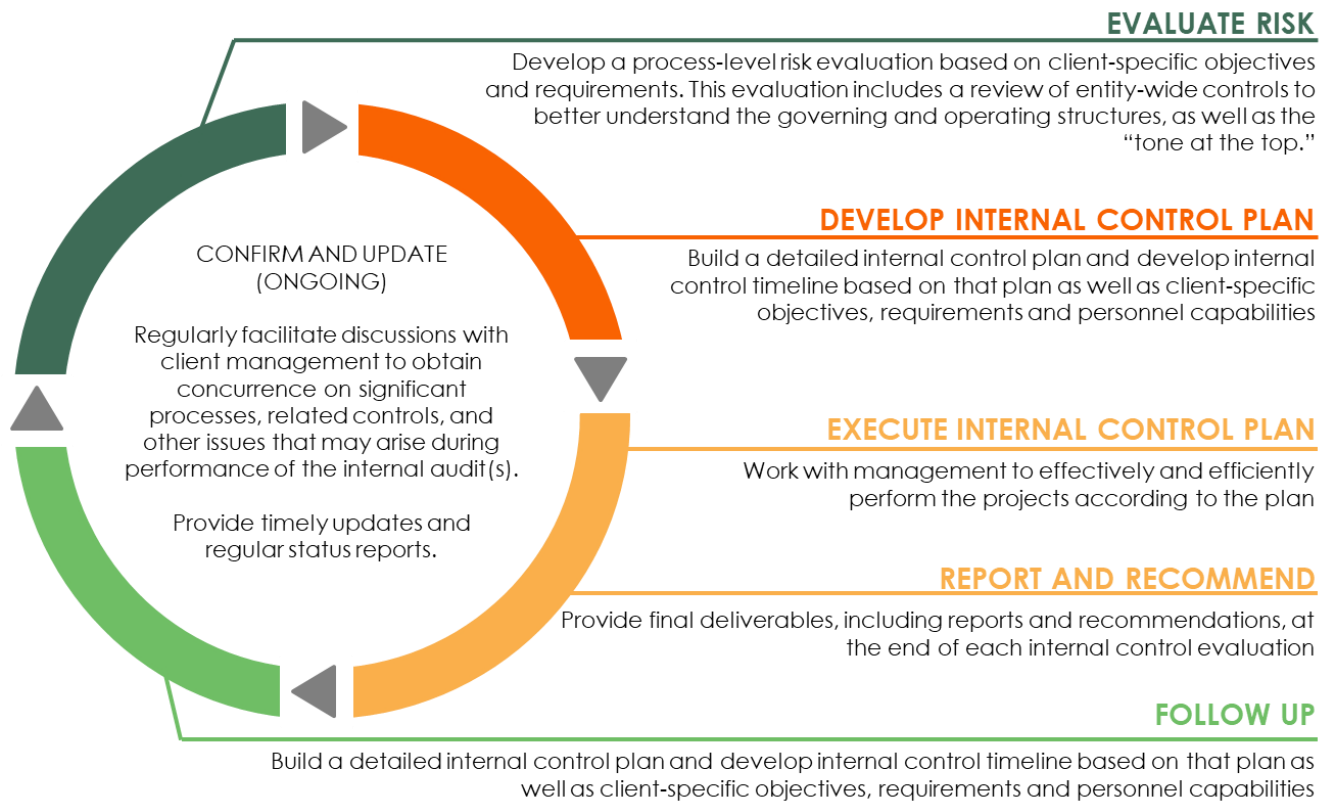 EVALUATE RISK
Develop a process-level risk evaluation based on client-specific objectives
and requirements. This evaluation includes a review of entity-wide controls to
better understand the governing and operating structures, as well as the
“tone at the top.”
DEVELOP INTERNAL CONTROL PLAN
Build a detailed internal control plan and develop internal
control timeline based on that plan as well as client-specific
objectives, requirements and personnel capabilities
EXECUTE INTERNAL CONTROL PLAN
Work with management to effectively and efficiently
perform the projects according to the plan
REPORT AND RECOMMEND
Provide final deliverables, including reports and recommendations, at
the end of each internal control evaluation
FOLLOW UP
Build a detailed internal control plan and develop internal control timeline based on that plan as
well as client-specific objectives, requirements and personnel capabilities
CONFIRM AND UPDATE
(ONGOING)
Regularly facilitate discussions with
client management to obtain
concurrence on significant
processes, related controls, and
other issues that may arise during
performance of the internal audit(s).
Provide timely updates and
regular status reports.